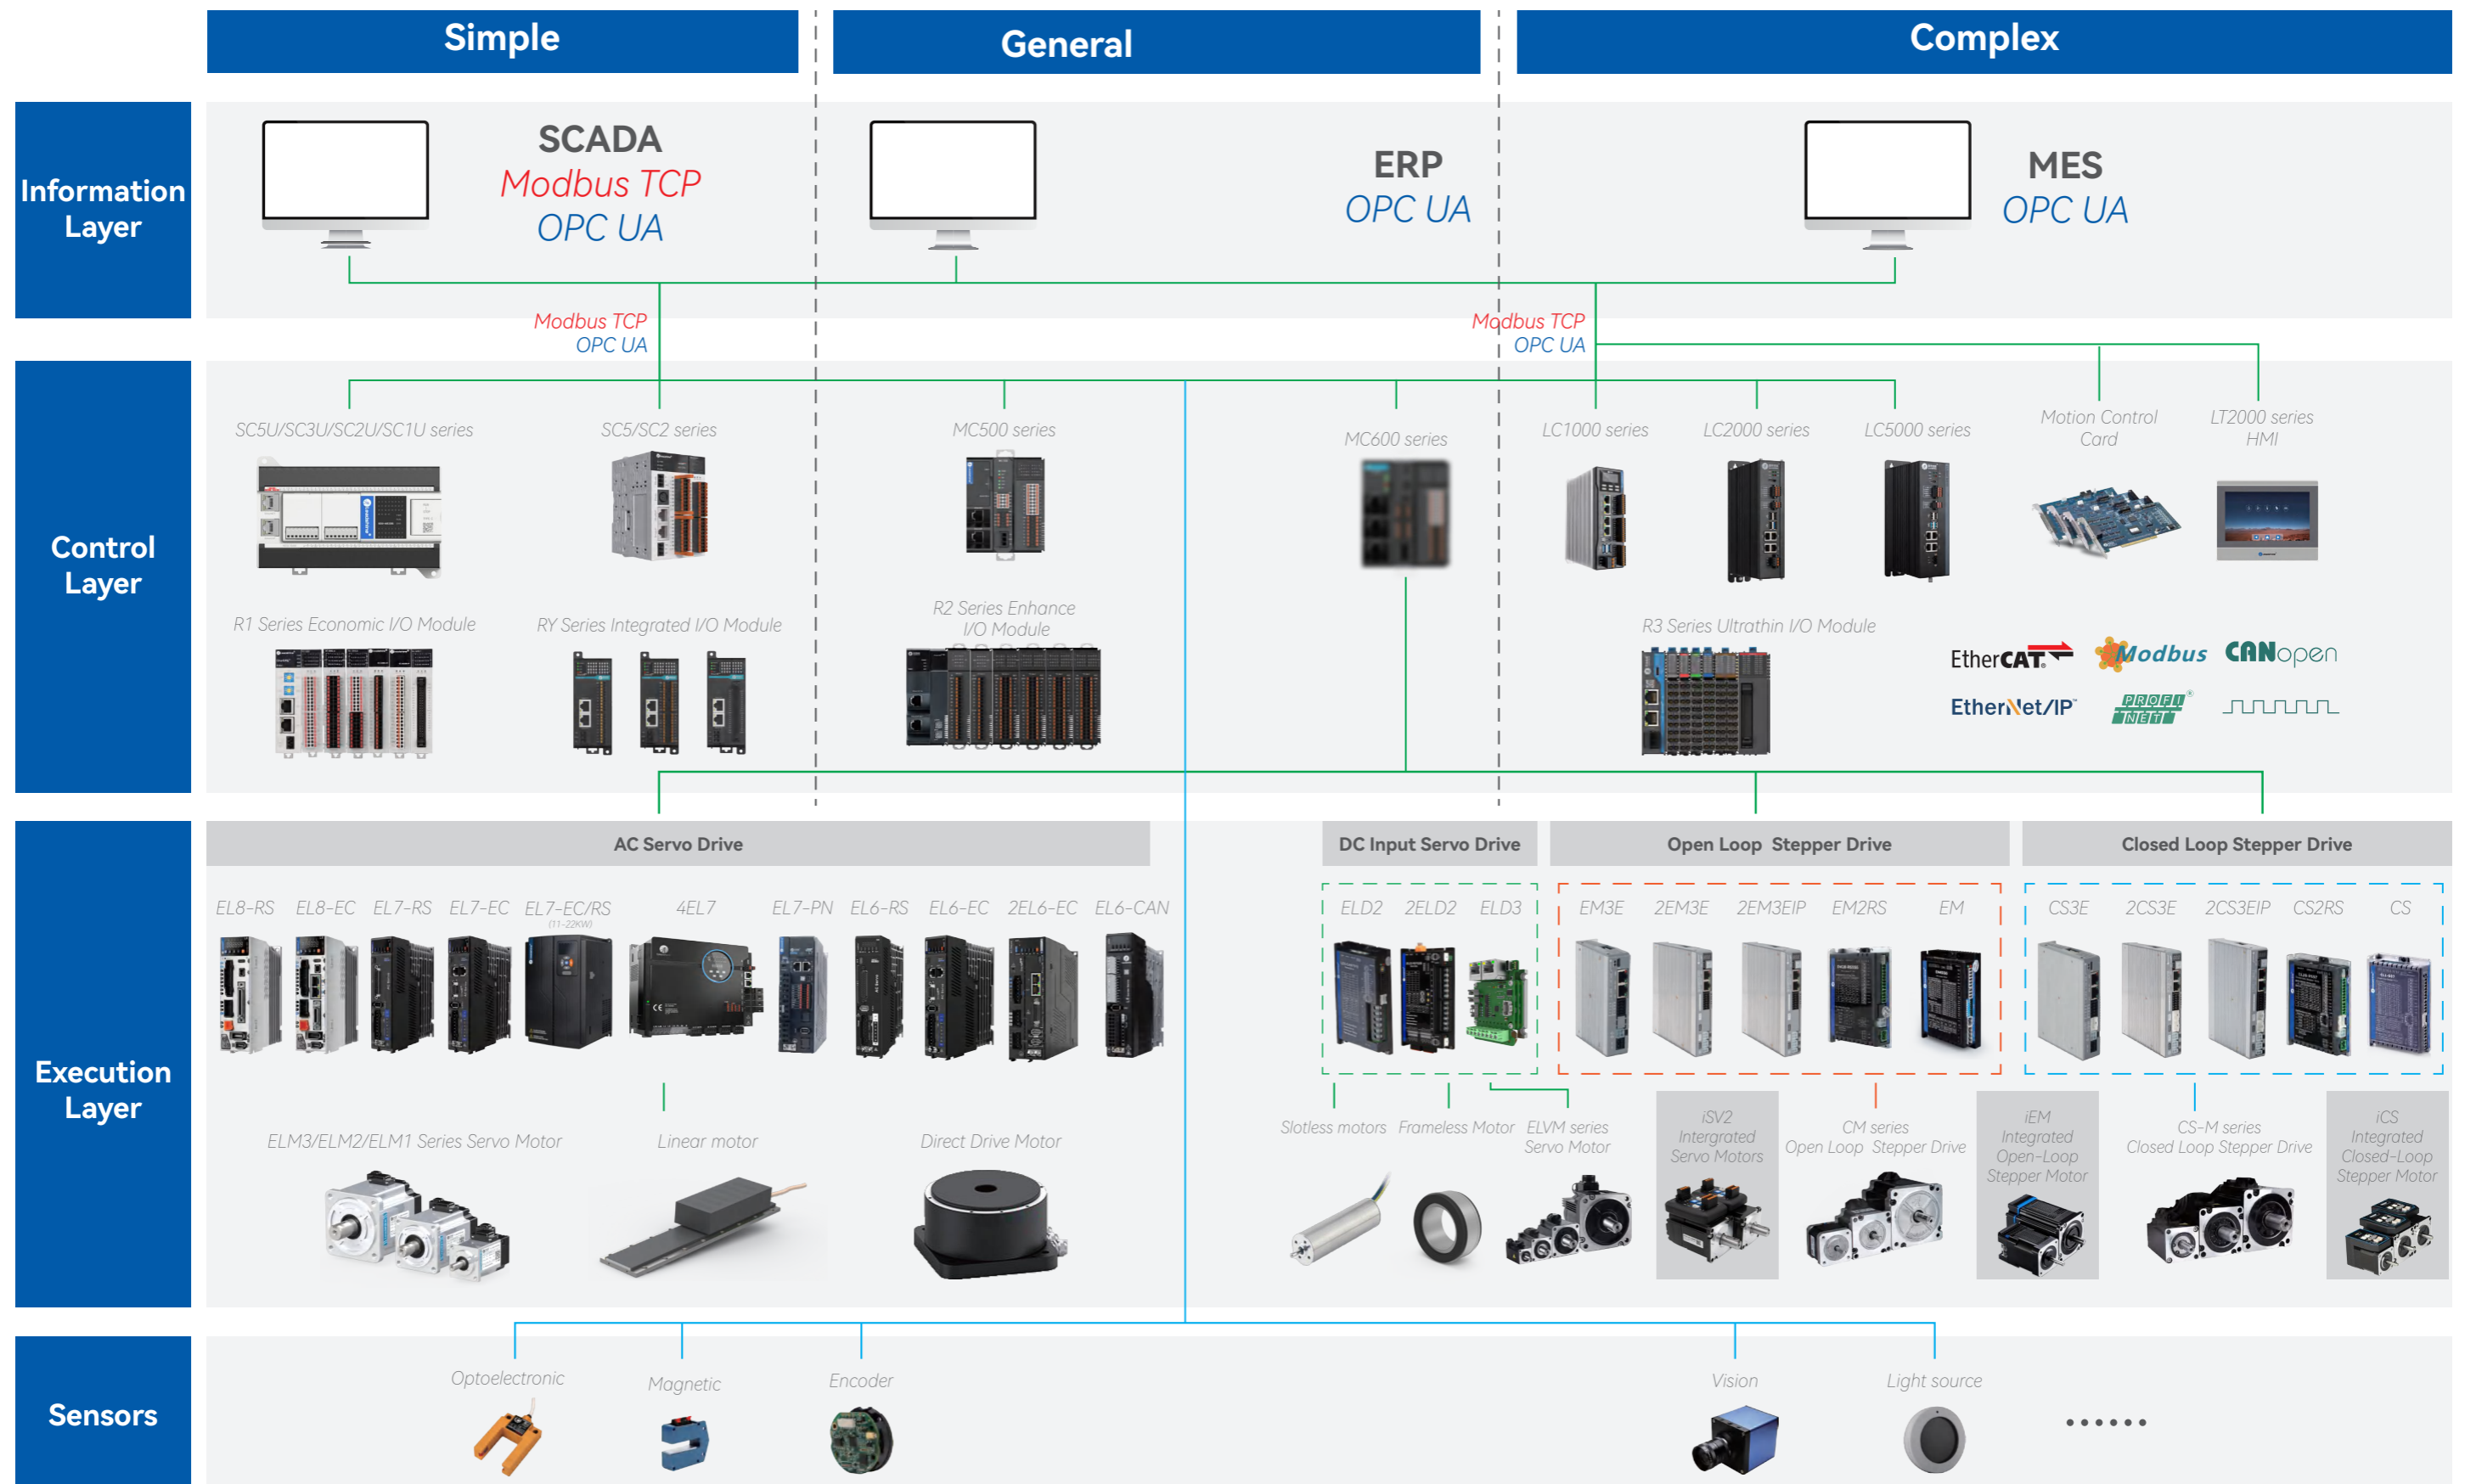 Simple
General
Complex
Information
Layer
SCADA
Modbus TCP
OPC UA
ERP
OPC UA
MES
OPC UA
Modbus TCP
OPC UA
Modbus TCP
OPC UA
Control
Layer
SC5U/SC3U/SC2U/SC1U series
SC5/SC2 series
MC500 series
MC600 series
LC1000 series
LC2000 series
LC5000 series
Motion Control
Card
LT2000 series
HMI
R1 Series Economic I/O Module
RY Series Integrated I/O Module
R2 Series Enhance
I/O Module
R3 Series Ultrathin I/O Module
EtherCAT®
Modbus
CANopen
EtherNet/IP™
PROFI®
NET
Execution
Layer
AC Servo Drive
DC Input Servo Drive
Open Loop Stepper Drive
Closed Loop Stepper Drive
EL8-RS
EL8-EC
EL7-RS
EL7-EC
EL7-EC/RS
(11-22KW)
4EL7
EL7-PN
EL6-RS
EL6-EC
2EL6-EC
EL6-CAN
ELD2
2ELD2
ELD3
EM3E
2EM3E
2EM3EIP
EM2RS
EM
CS3E
2CS3E
2CS3EIP
CS2RS
CS
ELM3/ELM2/ELM1 Series Servo Motor
Linear motor
Direct Drive Motor
Slotless motors
Frameless Motor
ELVM series
Servo Motor
iSV2
Intergrated
Servo Motors
CM series
Open Loop Stepper Drive
iEM
Integrated
Open-Loop
Stepper Motor
CS-M series
Closed Loop Stepper Drive
iCS
Integrated
Closed-Loop
Stepper Motor
Sensors
Optoelectronic
Magnetic
Encoder
Vision
Light source
······